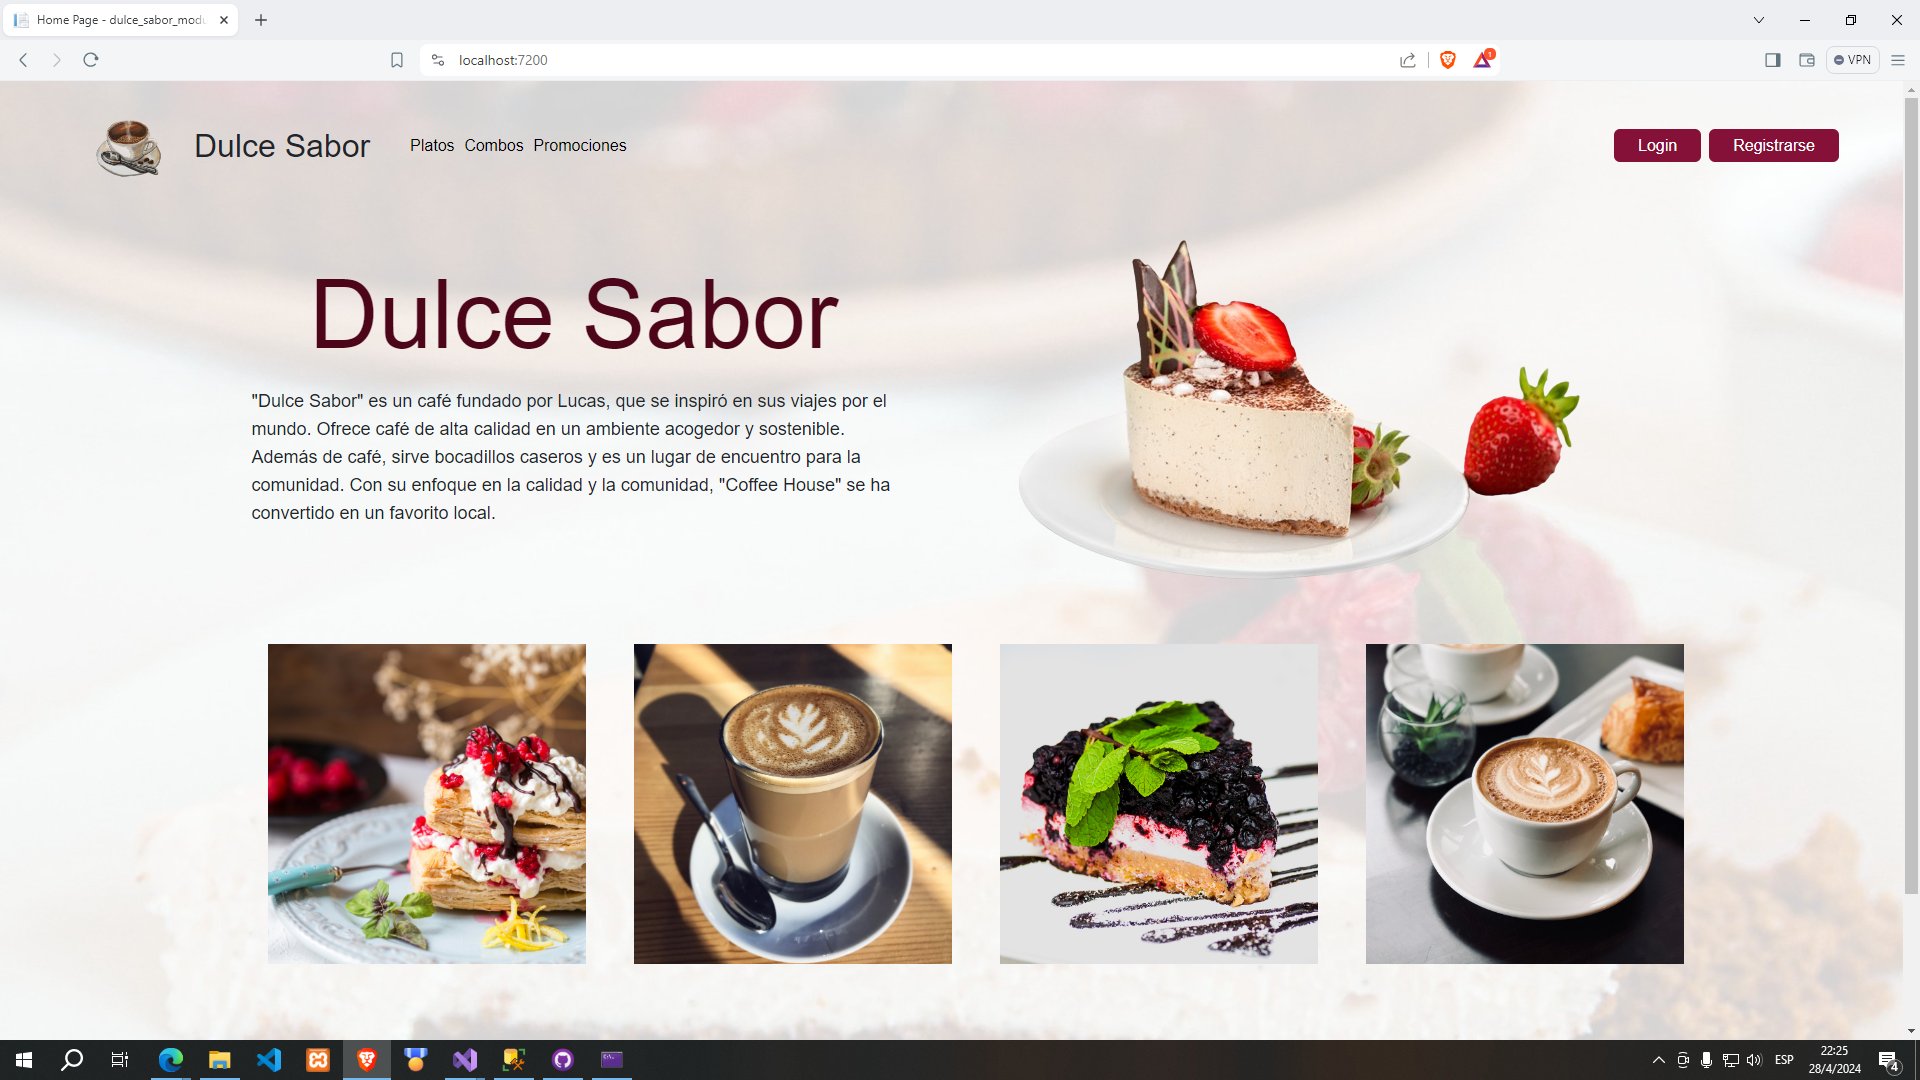 Home Page - dulce_sabor_modu
localhost:7200
1
VPN
Dulce Sabor
Platos Combos Promociones
Login
Registrarse
Dulce Sabor
"Dulce Sabor" es un café fundado por Lucas, que se inspiró en sus viajes por el
mundo. Ofrece café de alta calidad en un ambiente acogedor y sostenible.
Además de café, sirve bocadillos caseros y es un lugar de encuentro para la
comunidad. Con su enfoque en la calidad y la comunidad, "Coffee House" se ha
convertido en un favorito local.
ESP
22:25
28/4/2024
4